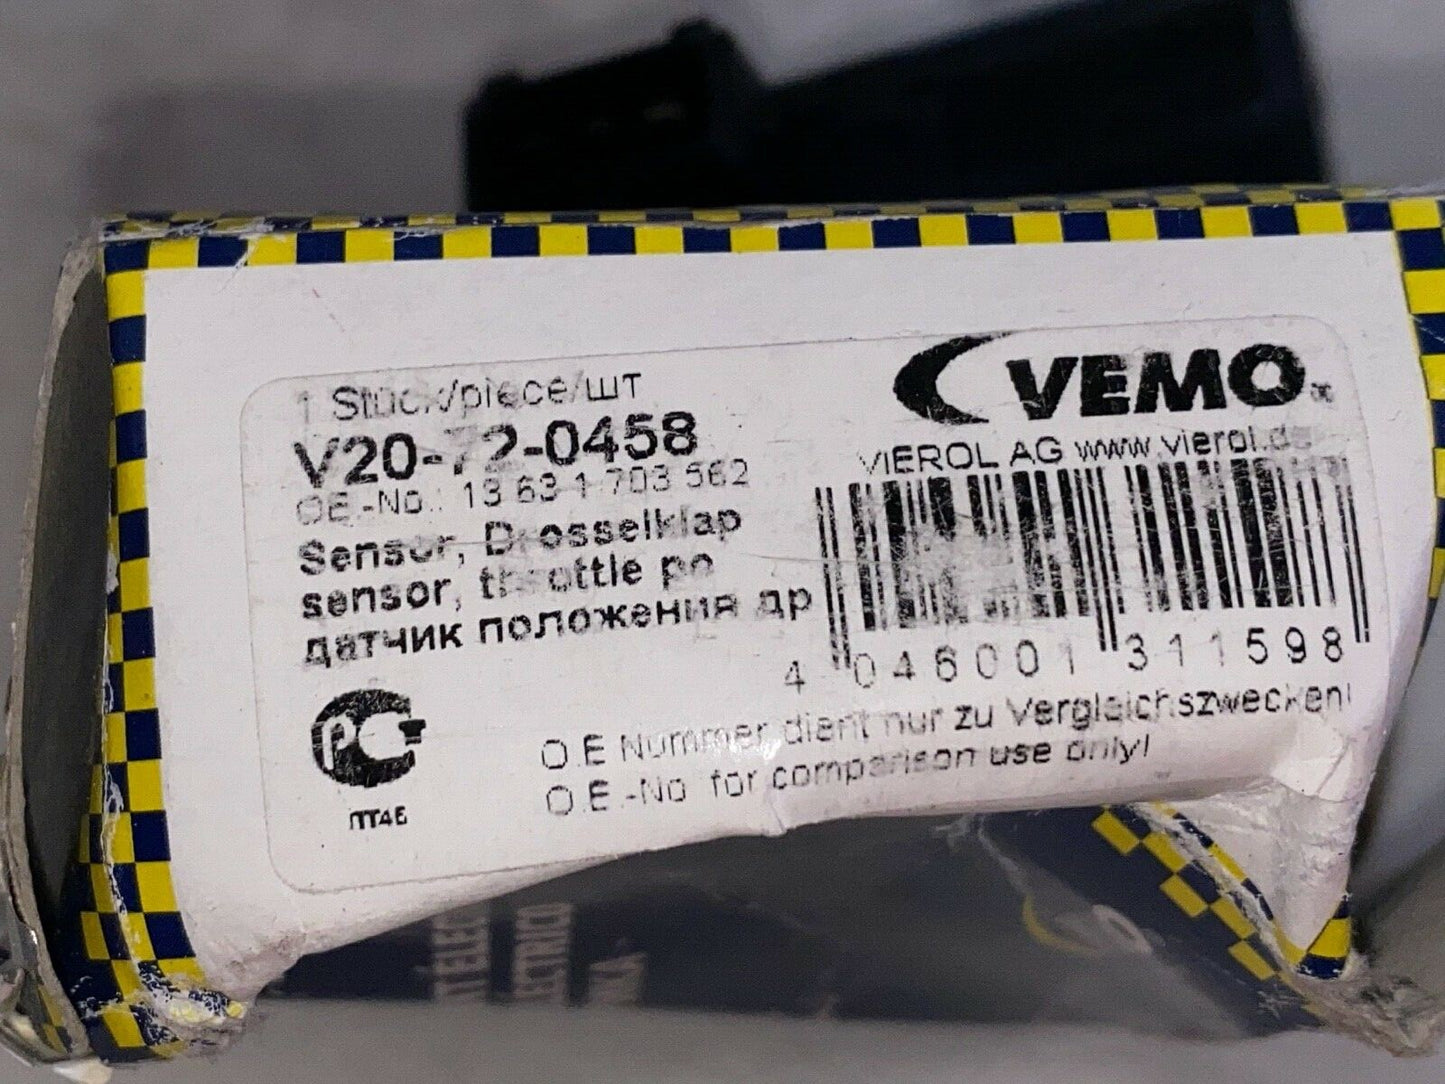 VEMO
VIEROL AG www.vierol.de
1 Stück/piece/шт
V20-72-0458
OE.-No.: 13 63 1 703 562
Sensor, Drosselklap
sensor, throttle po
датчик положения др
4 046001 311598
PC
ПТ4Б
O.E Nummer dient nur zu Vergleichszwecken!
O.E.-No for comparison use only!